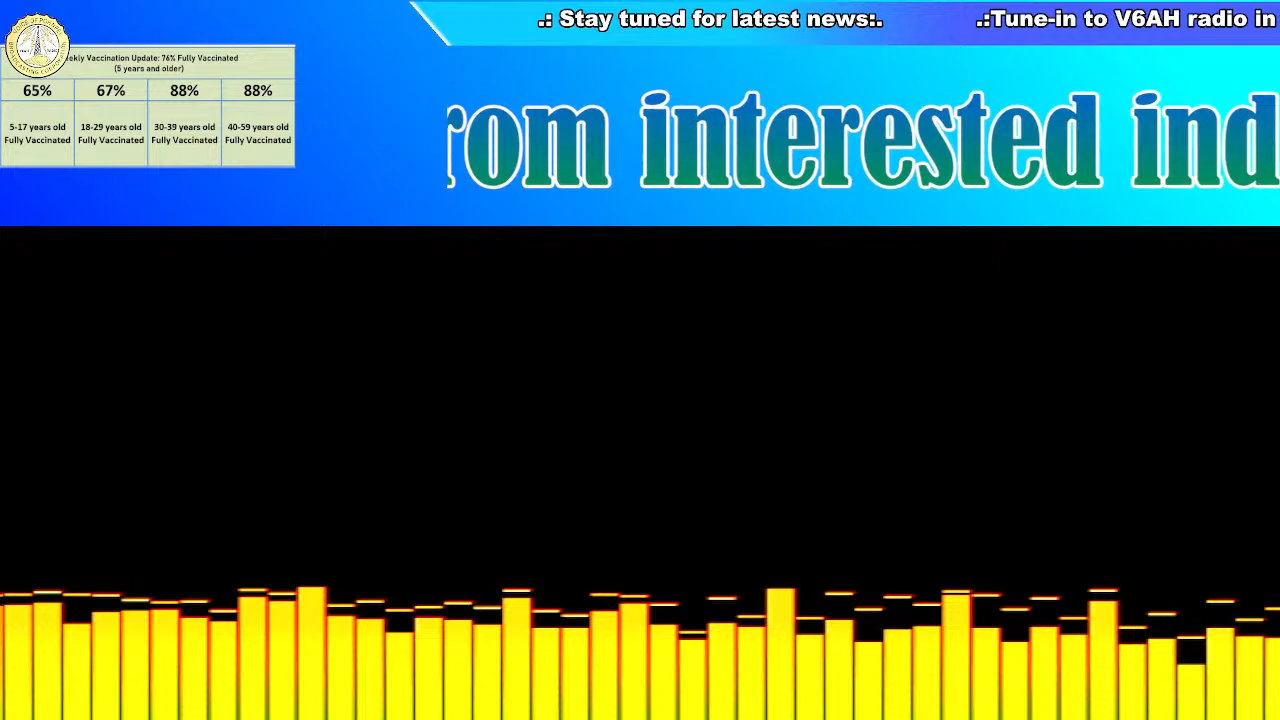 .: Stay tuned for latest news:.
.:Tune-in to V6AH radio in
Vaccination Update: 76% Fully Vaccinated
(5 years and older)
65% 67% 88% 88%
5-17 years old 18-29 years old 30-39 years old 40-59 years old
Fully Vaccinated Fully Vaccinated Fully Vaccinated Fully Vaccinated
rom interested ind